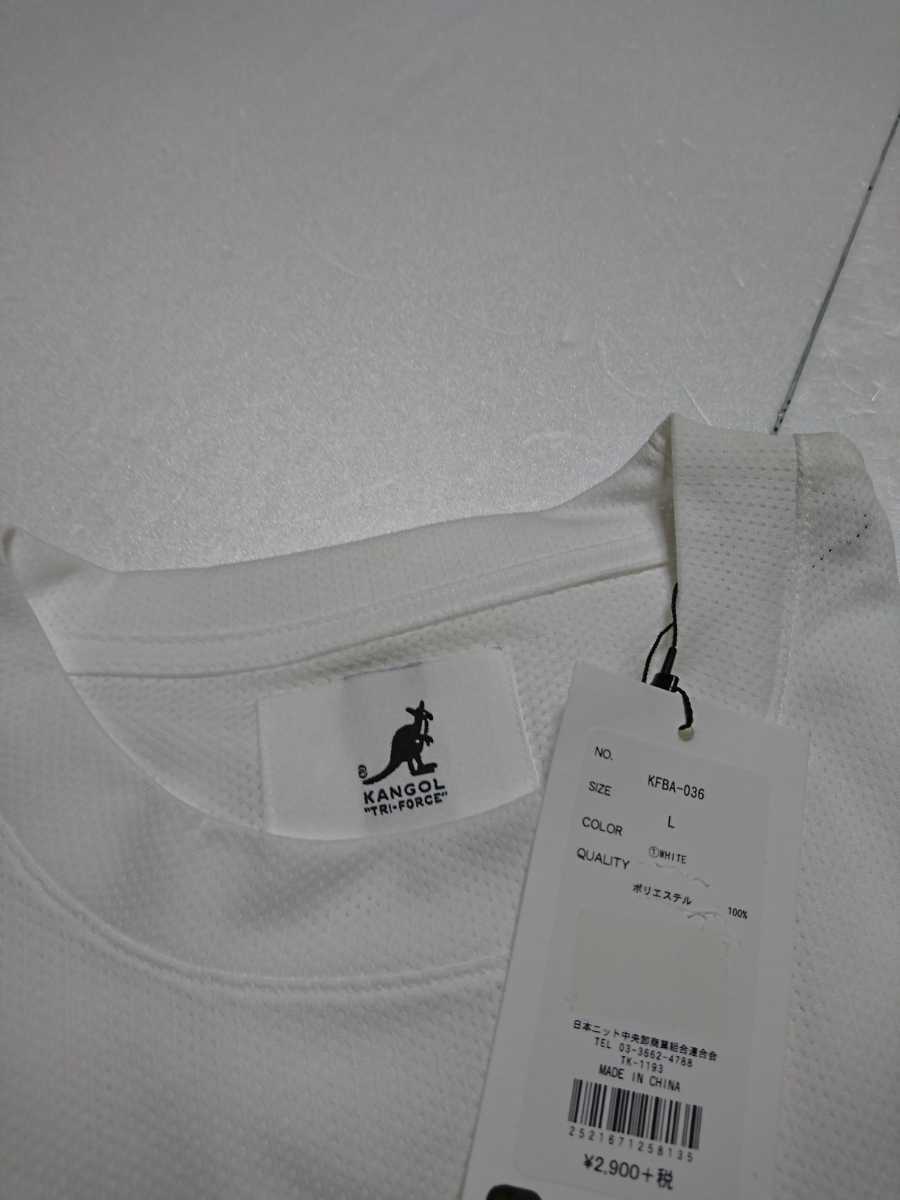 KANGOL
"TRI-FORCE"
NO. KFBA-036
SIZE L
COLOR ①WHITE
QUALITY
ポリエステル 100%
日本ニット中央卸商業組合連合会
TEL 03-3662-4788
TK-1193
MADE IN CHINA
2521671258135
¥2,900+税